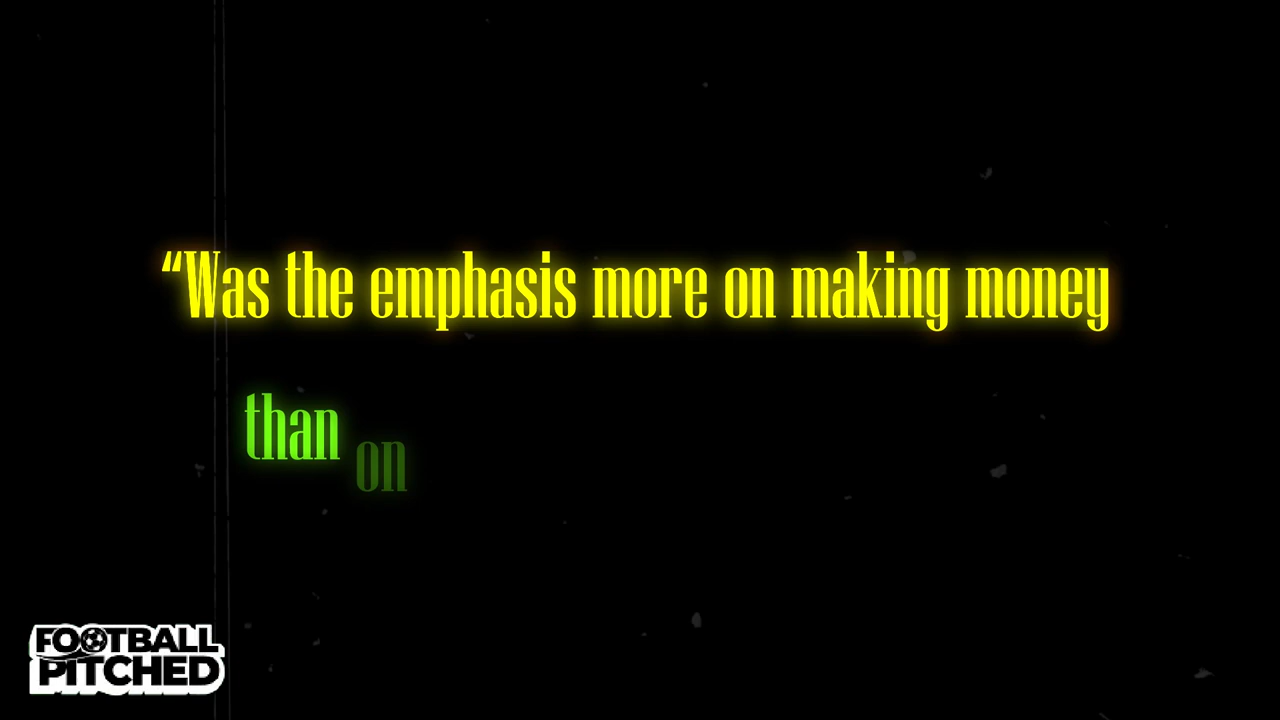 “Was the emphasis more on making money
than on
FOOTBALL
PITCHED